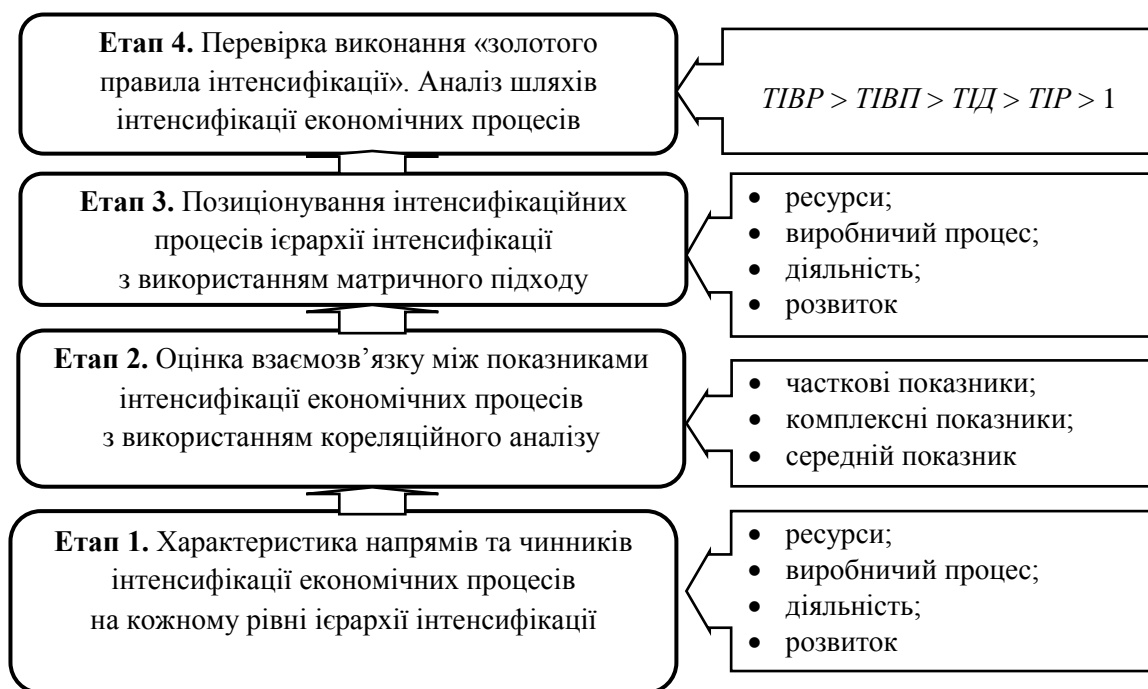 Етап 4. Перевірка виконання «золотого
правила інтенсифікації». Аналіз шляхів
інтенсифікації економічних процесів
ТІВР > ТІВП > ТІД > ТІР > 1
Етап 3. Позиціонування інтенсифікаційних
процесів ієрархії інтенсифікації
з використанням матричного підходу
• ресурси;
• виробничий процес;
• діяльність;
• розвиток
Етап 2. Оцінка взаємозв’язку між показниками
інтенсифікації економічних процесів
з використанням кореляційного аналізу
• часткові показники;
• комплексні показники;
• середній показник
Етап 1. Характеристика напрямів та чинників
інтенсифікації економічних процесів
на кожному рівні ієрархії інтенсифікації
• ресурси;
• виробничий процес;
• діяльність;
• розвиток